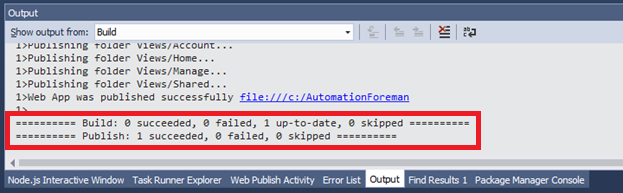 Output
Show output from: Build
1>Publishing folder Views/Account...
1>Publishing folder Views/Home...
1>Publishing folder Views/Manage...
1>Publishing folder Views/Shared...
1>Web App was published successfully file:///c:/AutomationForeman
1>
========== Build: 0 succeeded, 0 failed, 1 up-to-date, 0 skipped ==========
========== Publish: 1 succeeded, 0 failed, 0 skipped ==========
Node.js Interactive Window Task Runner Explorer Web Publish Activity Error List Output Find Results 1 Package Manager Console